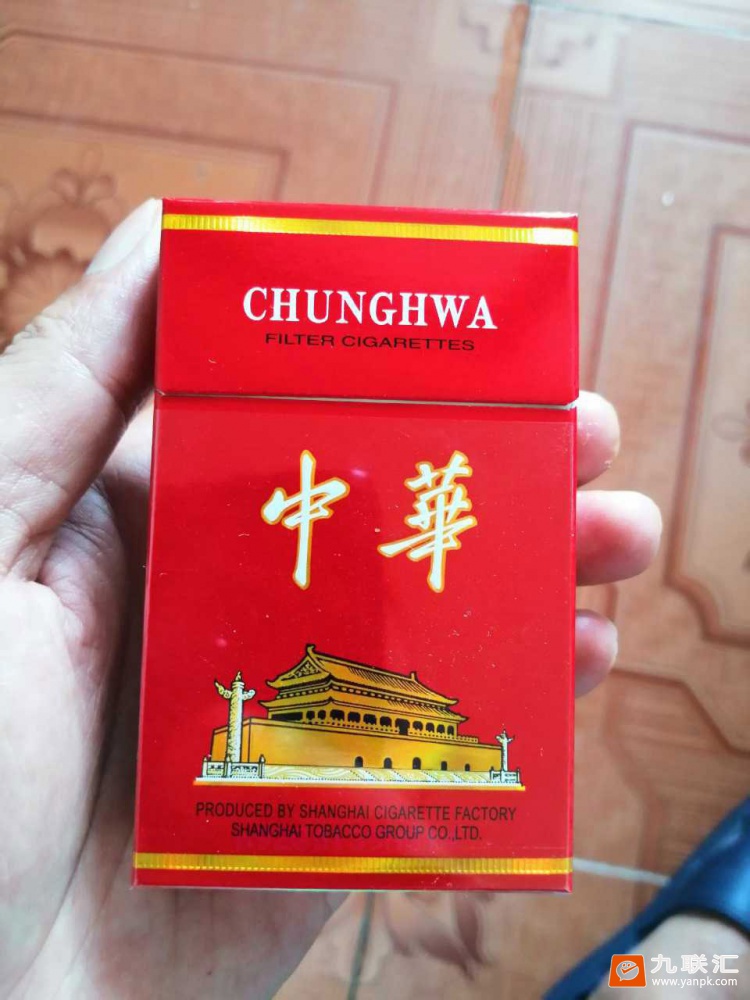 CHUNGHWA
FILTER CIGARETTES
中華
PRODUCED BY SHANGHAI CIGARETTE FACTORY
SHANGHAI TOBACCO GROUP CO.,LTD.
九联汇
www.yanpk.com